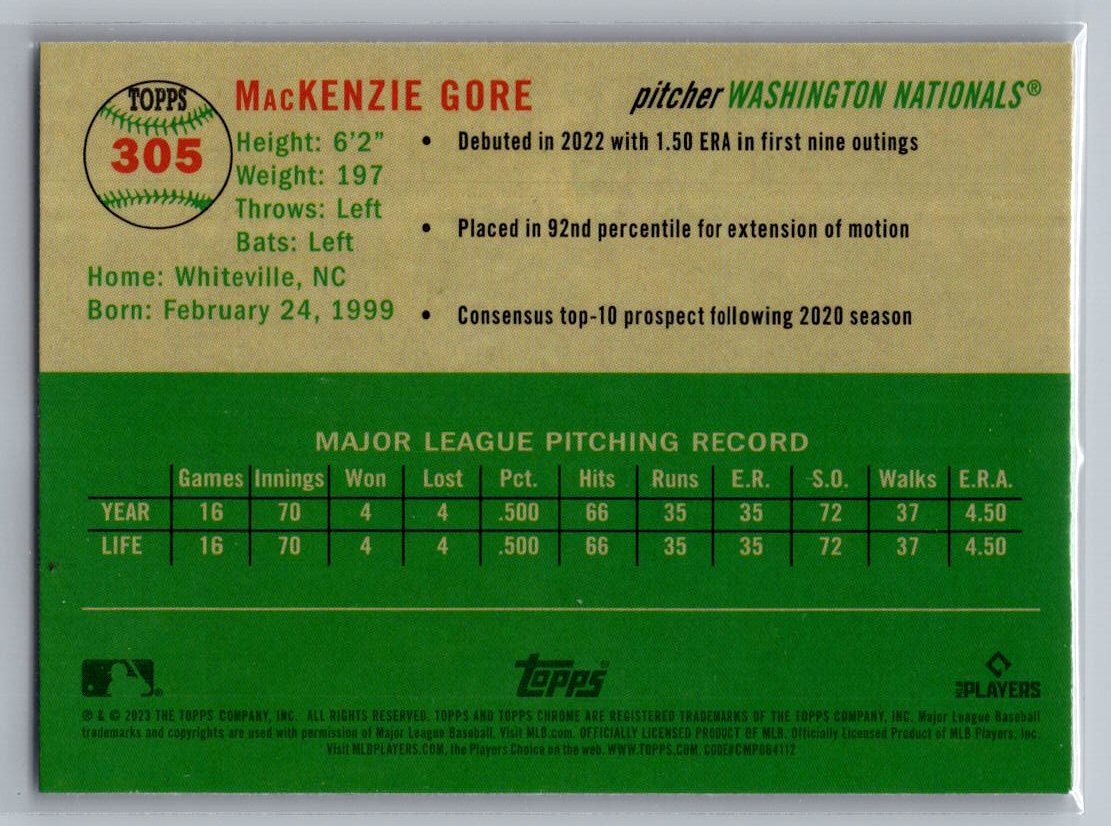 TOPPS
305
MacKENZIE GORE
pitcher WASHINGTON NATIONALS®
Height: 6'2"
Weight: 197
Throws: Left
Bats: Left
Home: Whiteville, NC
Born: February 24, 1999
• Debuted in 2022 with 1.50 ERA in first nine outings
• Placed in 92nd percentile for extension of motion
• Consensus top-10 prospect following 2020 season
MAJOR LEAGUE PITCHING RECORD
Games Innings Won Lost Pct. Hits Runs E.R. S.O. Walks E.R.A.
YEAR 16 70 4 4 .500 66 35 35 72 37 4.50
LIFE 16 70 4 4 .500 66 35 35 72 37 4.50
topps®
PLAYERS
® & © 2023 THE TOPPS COMPANY, INC. ALL RIGHTS RESERVED. TOPPS AND TOPPS CHROME ARE REGISTERED TRADEMARKS OF THE TOPPS COMPANY, INC. Major League Baseball
trademarks and copyrights are used with permission of Major League Baseball. Visit MLB.com. OFFICIALLY LICENSED PRODUCT OF MLB. Officially Licensed Product of MLB Players, Inc.
Visit MLBPLAYERS.COM, the Players Choice on the web. WWW.TOPPS.COM CODE#CMP064112